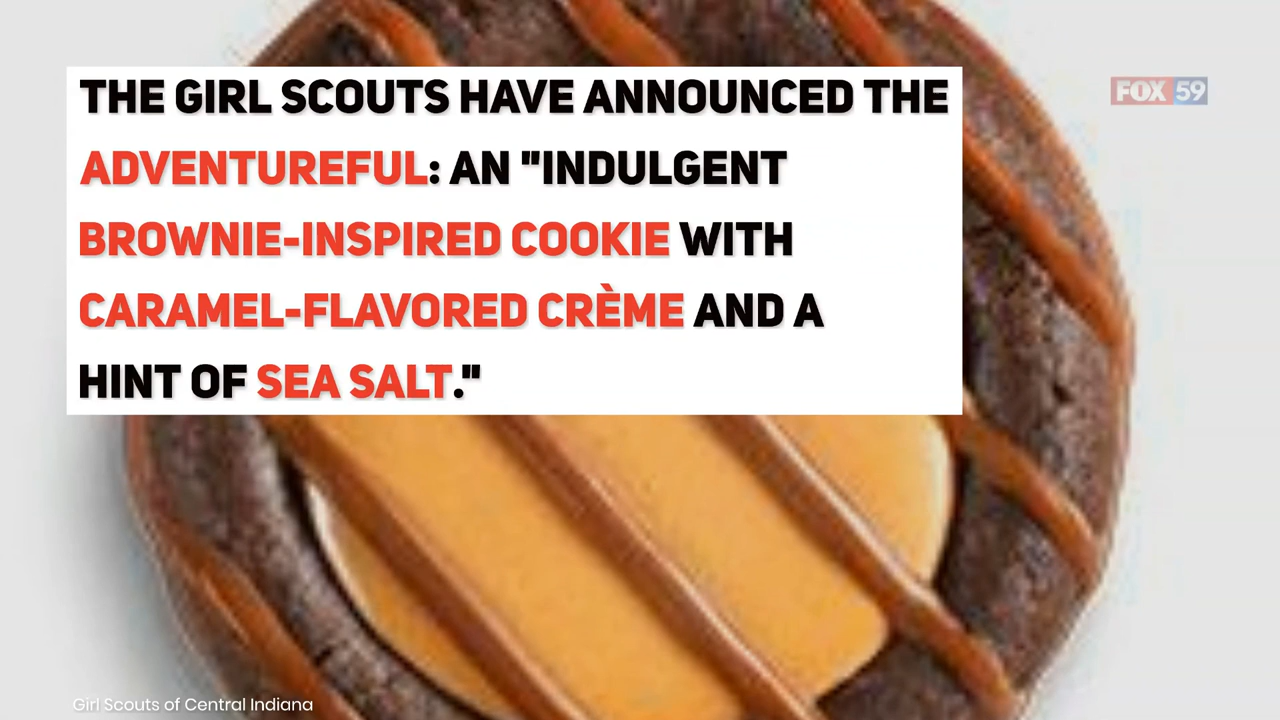 THE GIRL SCOUTS HAVE ANNOUNCED THE
FOX 59
ADVENTUREFUL: AN "INDULGENT
BROWNIE-INSPIRED COOKIE WITH
CARAMEL-FLAVORED CRÈME AND A
HINT OF SEA SALT."
Girl Scouts of Central Indiana